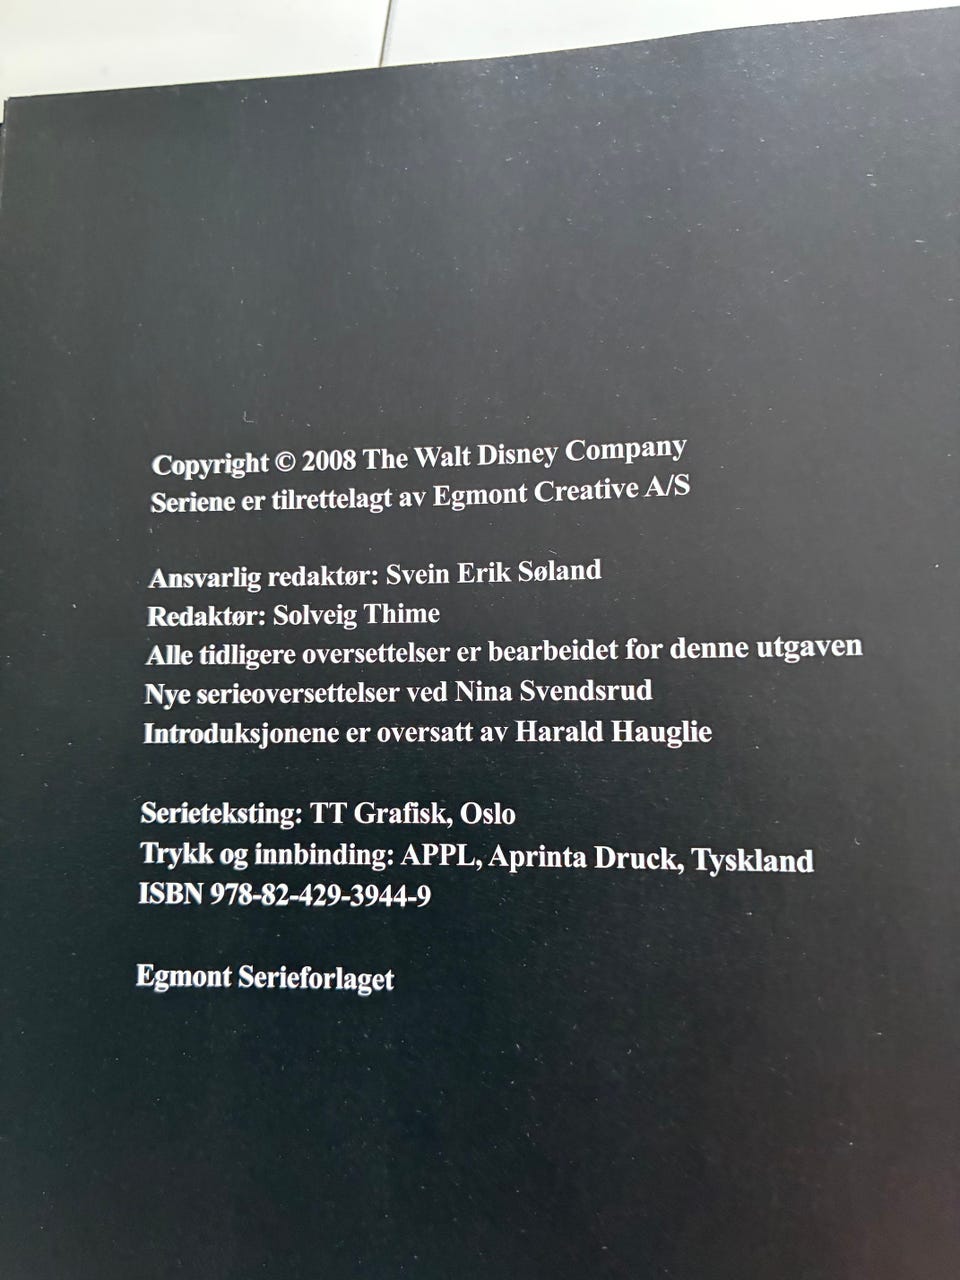 Copyright © 2008 The Walt Disney Company
Seriene er tilrettelagt av Egmont Creative A/S
Ansvarlig redaktør: Svein Erik Søland
Redaktør: Solveig Thime
Alle tidligere oversettelser er bearbeidet for denne utgaven
Nye serieoversettelser ved Nina Svendsrud
Introduksjonene er oversatt av Harald Hauglie
Serieteksting: TT Grafisk, Oslo
Trykk og innbinding: APPL, Aprinta Druck, Tyskland
ISBN 978-82-429-3944-9
Egmont Serieforlaget